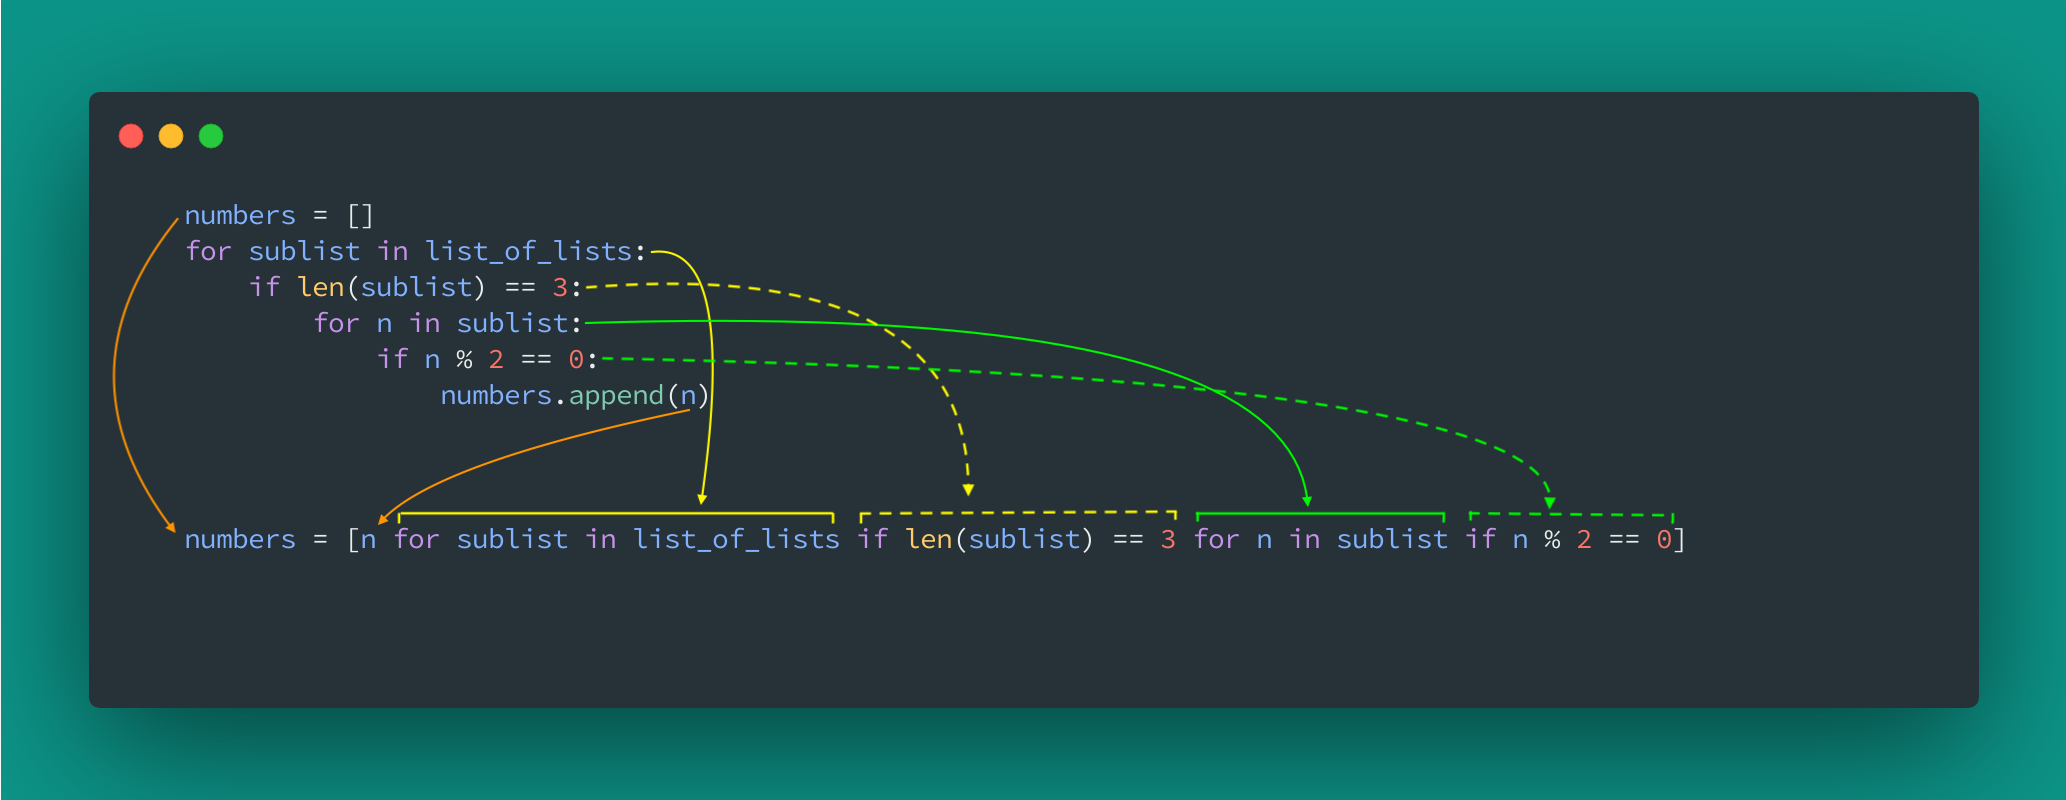 numbers = []
for sublist in list_of_lists:
    if len(sublist) == 3:
        for n in sublist:
            if n % 2 == 0:
                numbers.append(n)
numbers = [n for sublist in list_of_lists if len(sublist) == 3 for n in sublist if n % 2 == 0]